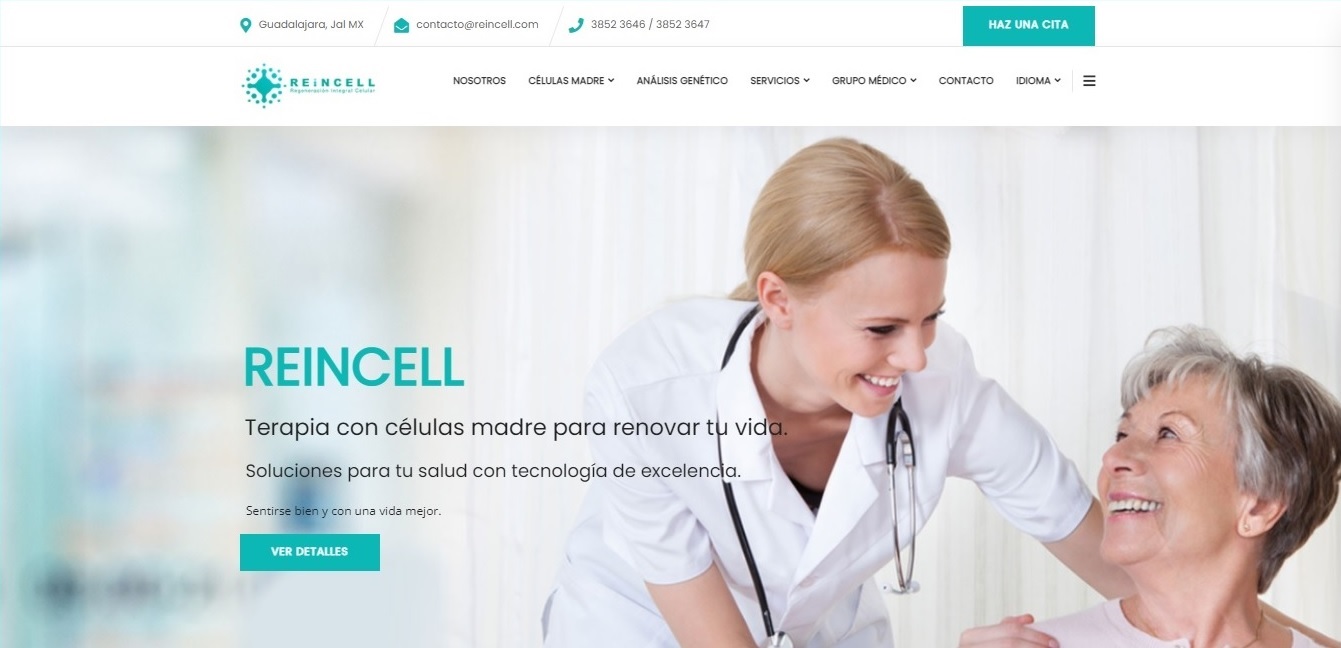 Guadalajara, Jal MX
contacto@reincell.com
3852 3646 / 3852 3647
HAZ UNA CITA
REiNCELL
Regeneración Integral Celular
NOSOTROS
CÉLULAS MADRE
ANÁLISIS GENÉTICO
SERVICIOS
GRUPO MÉDICO
CONTACTO
IDIOMA
REINCELL
Terapia con células madre para renovar tu vida.
Soluciones para tu salud con tecnología de excelencia.
Sentirse bien y con una vida mejor.
VER DETALLES